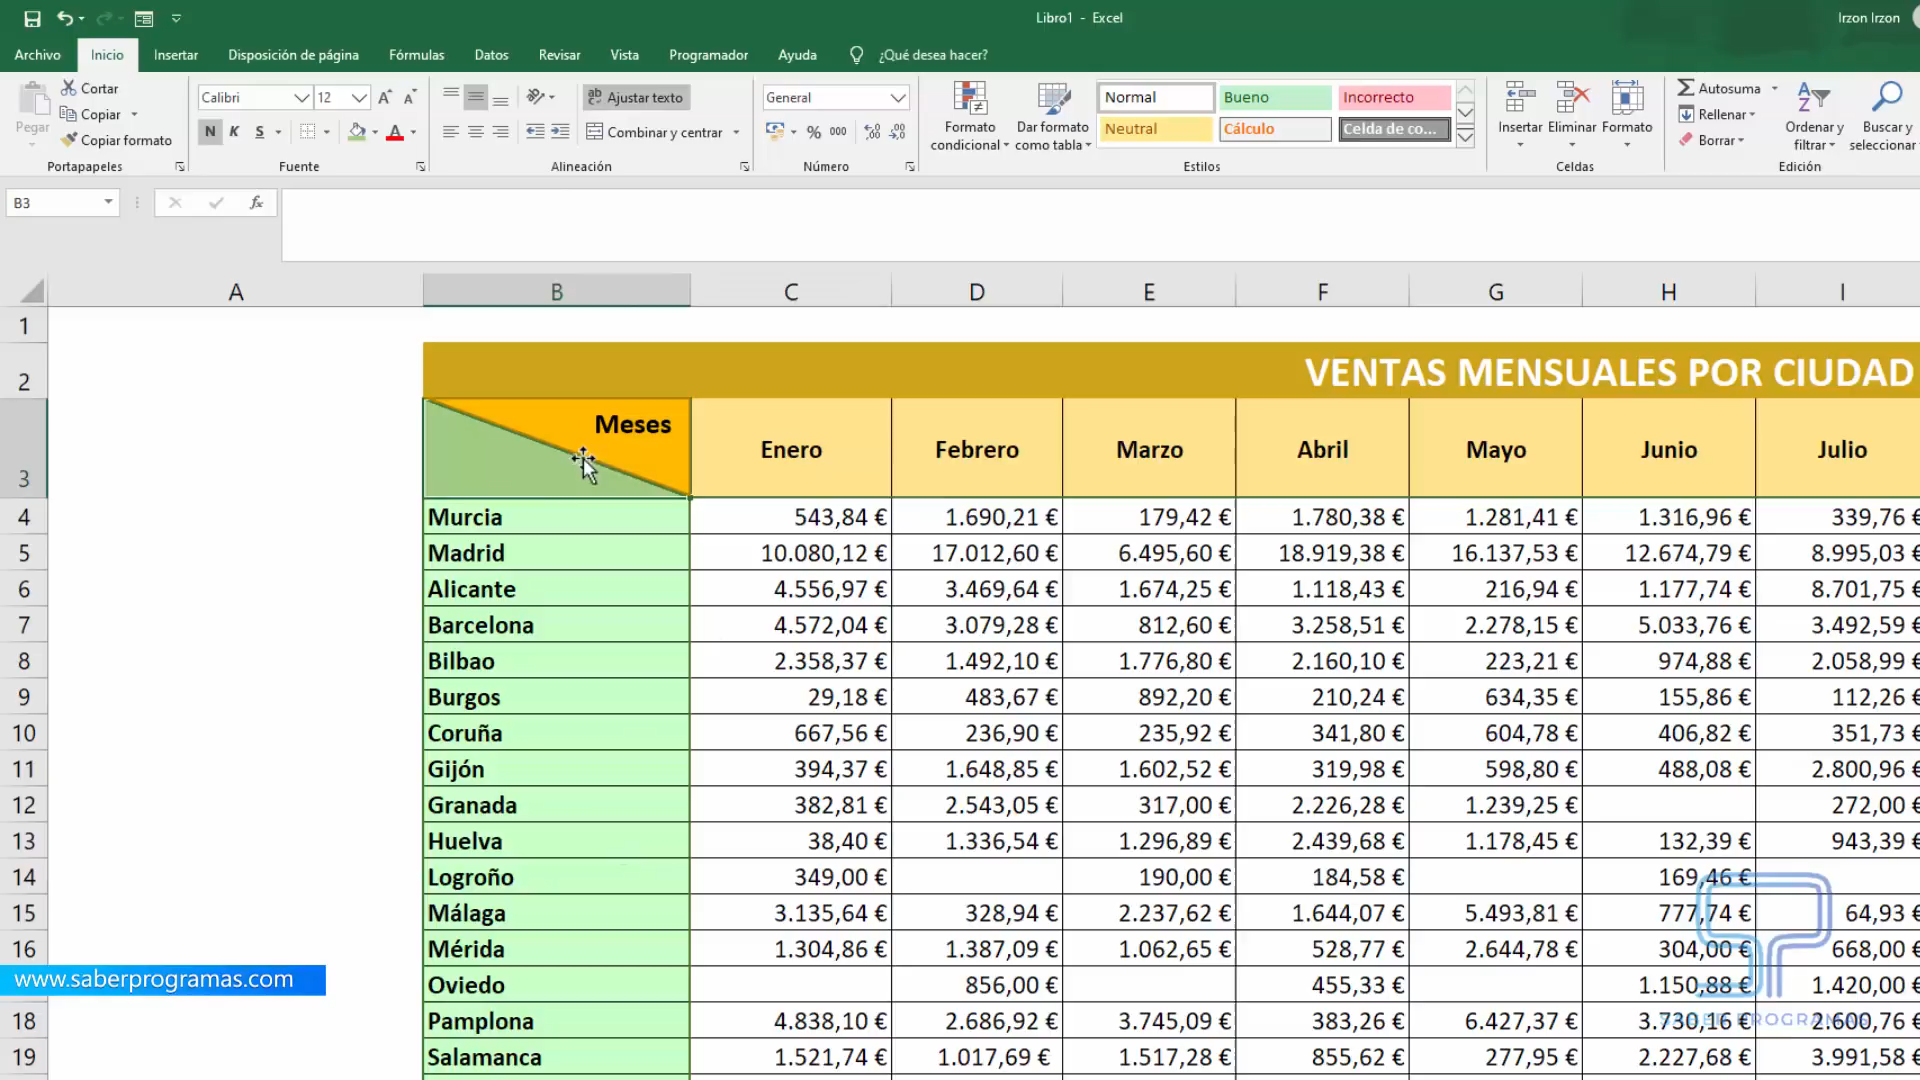 Libro1 - Excel
Irzon Irzon
Archivo Inicio Insertar Disposición de página Fórmulas Datos Revisar Vista Programador Ayuda ¿Qué desea hacer?
Pegar
Cortar
Copiar
Copiar formato
Portapapeles
Calibri 12
N K S
Fuente
Ajustar texto
Combinar y centrar
Alineación
General
% 000
Número
Formato condicional
Dar formato como tabla
Normal Bueno Incorrecto
Neutral Cálculo Celda de co...
Estilos
Insertar Eliminar Formato
Celdas
Autosuma
Rellenar
Borrar
Ordenar y filtrar
Buscar y seleccionar
Edición
B3 fx
A B C D E F G H I
1
2 VENTAS MENSUALES POR CIUDAD
3 Meses Enero Febrero Marzo Abril Mayo Junio Julio
4 Murcia 543,84 € 1.690,21 € 179,42 € 1.780,38 € 1.281,41 € 1.316,96 € 339,76 €
5 Madrid 10.080,12 € 17.012,60 € 6.495,60 € 18.919,38 € 16.137,53 € 12.674,79 € 8.995,03 €
6 Alicante 4.556,97 € 3.469,64 € 1.674,25 € 1.118,43 € 216,94 € 1.177,74 € 8.701,75 €
7 Barcelona 4.572,04 € 3.079,28 € 812,60 € 3.258,51 € 2.278,15 € 5.033,76 € 3.492,59 €
8 Bilbao 2.358,37 € 1.492,10 € 1.776,80 € 2.160,10 € 223,21 € 974,88 € 2.058,99 €
9 Burgos 29,18 € 483,67 € 892,20 € 210,24 € 634,35 € 155,86 € 112,26 €
10 Coruña 667,56 € 236,90 € 235,92 € 341,80 € 604,78 € 406,82 € 351,73 €
11 Gijón 394,37 € 1.648,85 € 1.602,52 € 319,98 € 598,80 € 488,08 € 2.800,96 €
12 Granada 382,81 € 2.543,05 € 317,00 € 2.226,28 € 1.239,25 € 272,00 €
13 Huelva 38,40 € 1.336,54 € 1.296,89 € 2.439,68 € 1.178,45 € 132,39 € 943,39 €
14 Logroño 349,00 € 190,00 € 184,58 € 169,46 €
15 Málaga 3.135,64 € 328,94 € 2.237,62 € 1.644,07 € 5.493,81 € 777,74 € 64,93 €
16 Mérida 1.304,86 € 1.387,09 € 1.062,65 € 528,77 € 2.644,78 € 304,00 € 668,00 €
www.saberprogramas.com
Oviedo 856,00 € 455,33 € 1.150,88 € 1.420,00 €
18 Pamplona 4.838,10 € 2.686,92 € 3.745,09 € 383,26 € 6.427,37 € 3.730,16 € 2.600,76 €
SABER PROGRAMAS
19 Salamanca 1.521,74 € 1.017,69 € 1.517,28 € 855,62 € 277,95 € 2.227,68 € 3.991,58 €